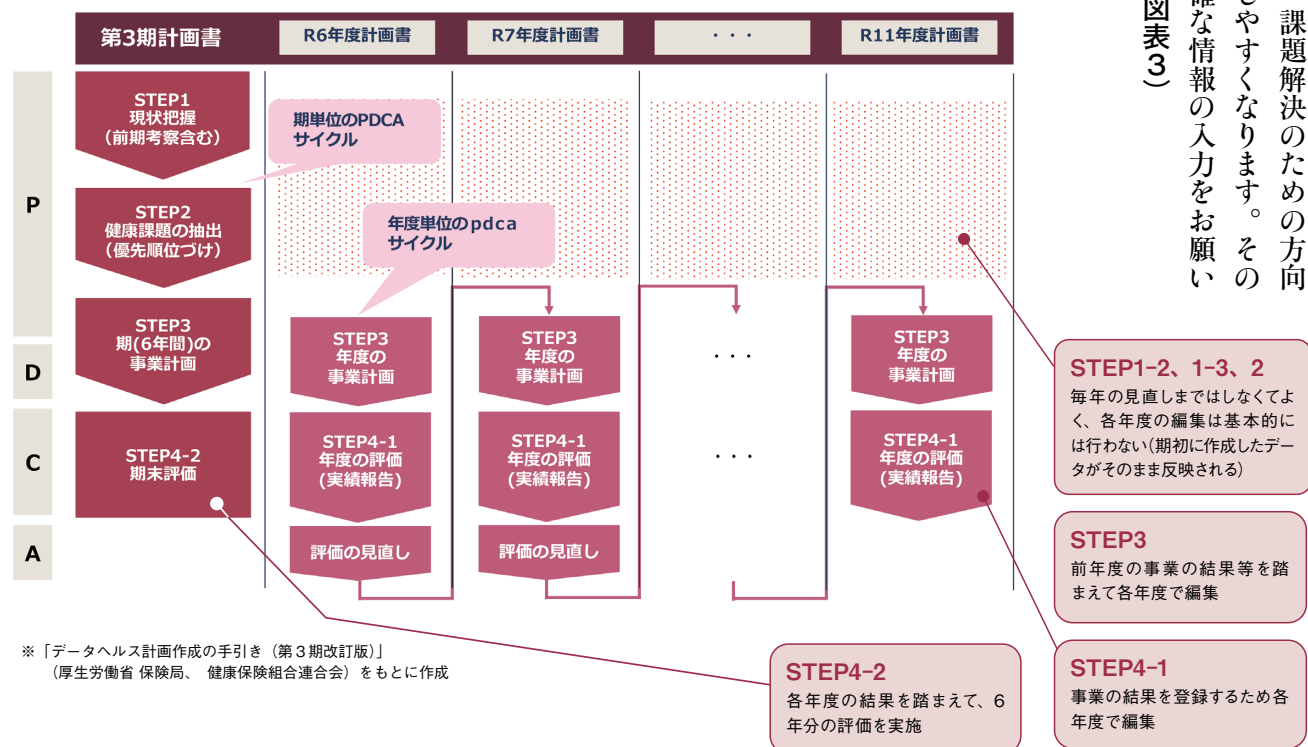 課題解決のための方向
しやすくなります。その
確な情報の入力をお願い
図表3）
第3期計画書
R6年度計画書
R7年度計画書
・・・
R11年度計画書
P
D
C
A
STEP1
現状把握
（前期考察含む）
STEP2
健康課題の抽出
（優先順位づけ）
STEP3
期(6年間)の
事業計画
STEP4-2
期末評価
期単位のPDCA
サイクル
年度単位のpdca
サイクル
STEP3
年度の
事業計画
STEP4-1
年度の評価
(実績報告)
評価の見直し
STEP3
年度の
事業計画
STEP4-1
年度の評価
(実績報告)
評価の見直し
・・・
・・・
STEP3
年度の
事業計画
STEP4-1
年度の評価
(実績報告)
STEP1-2、1-3、2
毎年の見直しまではしなくてよ
く、各年度の編集は基本的に
は行わない（期初に作成したデー
タがそのまま反映される）
STEP3
前年度の事業の結果等を踏
まえて各年度で編集
STEP4-1
事業の結果を登録するため各
年度で編集
STEP4-2
各年度の結果を踏まえて、6
年分の評価を実施
※「データヘルス計画作成の手引き（第3期改訂版）」
（厚生労働省 保険局、 健康保険組合連合会）をもとに作成